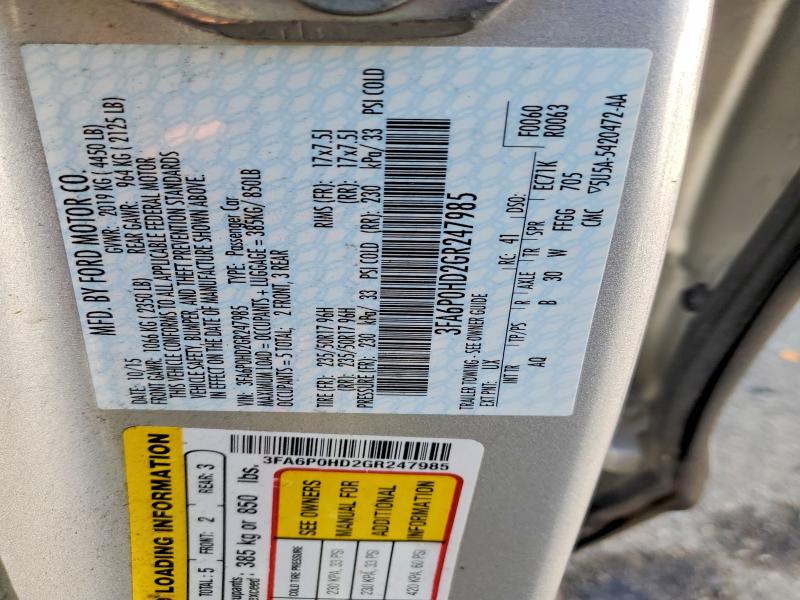 MFD. BY FORD MOTOR CO.
DATE: 10/15 GVWR: 2019 KG ( 4450 LB)
FRONT GAWR: 1066 KG ( 2350 LB) REAR GAWR: 964 KG ( 2125 LB)
THIS VEHICLE CONFORMS TO ALL APPLICABLE FEDERAL MOTOR
VEHICLE SAFETY, BUMPER, AND THEFT PREVENTION STANDARDS
IN EFFECT ON THE DATE OF MANUFACTURE SHOWN ABOVE.
VIN: 3FA6P0HD2GR247985 TYPE: Passenger Car
MAXIMUM LOAD = OCCUPANTS + LUGGAGE = 385KG/ 850LB
OCCUPANTS = 5 TOTAL; 2 FRONT, 3 REAR
TIRE (FR): 235/50R17 96H RIMS (FR): 17x7.5J
(RR): 235/50R17 96H (RR): 17x7.5J
PRESSURE (FR): 230 kPa/ 33 PSI COLD (RR): 230 kPa/ 33 PSI COLD
3FA6P0HD2GR247985
TRAILER TOWING - SEE OWNER GUIDE
EXT PNT: UX RC: 41 DSO: F0060
R0063
INTTR TP/PS R AXLE TR SPR EC71K
AQ B 30 W FFGG 705
CNC ▽5U5A-5420472-AA
LOADING INFORMATION
TOTAL: 5 FRONT: 2 REAR: 3
385 kg or 850 lbs.
3FA6P0HD2GR247985
SEE OWNERS
MANUAL FOR
ADDITIONAL
INFORMATION
COLD TIRE PRESSURE
230 KPA, 33 PSI
230 KPA, 33 PSI
420 KPA, 60 PSI